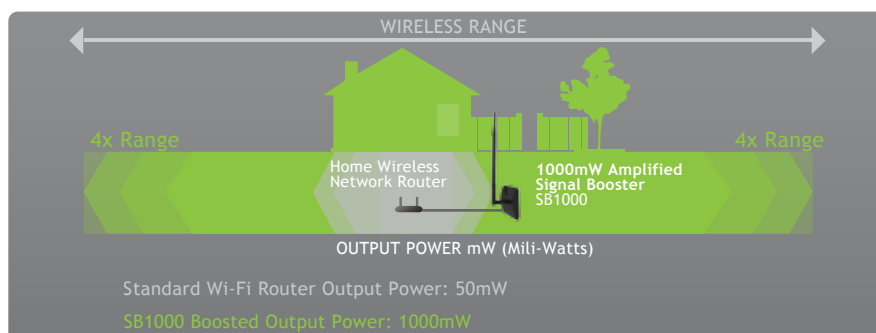 WIRELESS RANGE
4x Range
4x Range
Home Wireless
Network Router
1000mW Amplified
Signal Booster
SB1000
OUTPUT POWER mW (Mili-Watts)
Standard Wi-Fi Router Output Power: 50mW
SB1000 Boosted Output Power: 1000mW